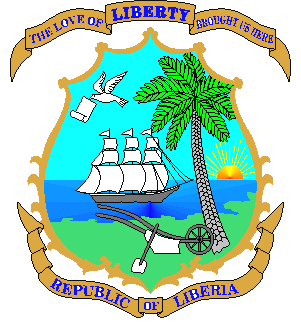 THE LOVE OF LIBERTY BROUGHT US HERE
REPUBLIC OF LIBERIA